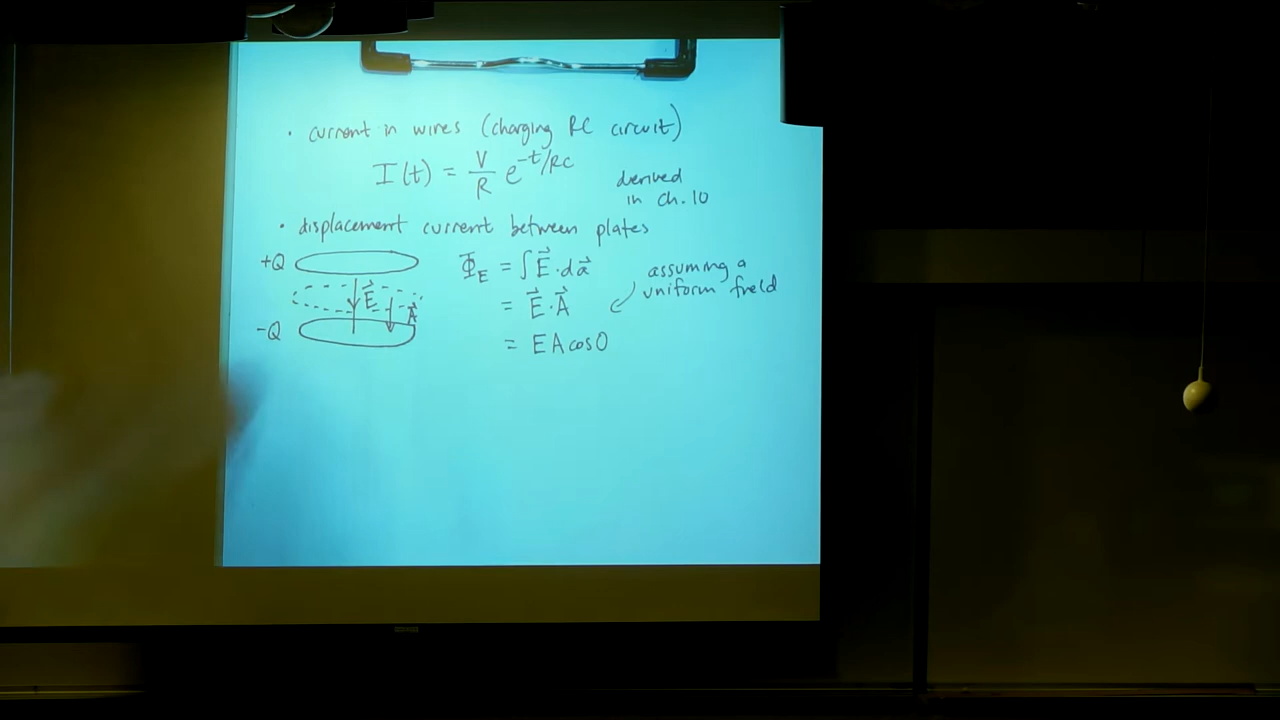 • current in wires (charging RC circuit)
I(t) = V/R e^{-t/RC}
derived
in ch. 10
• displacement current between plates
+Q
E⃗
A⃗
-Q
Φ_E = ∫ E⃗ · da⃗
= E⃗ · A⃗
= E A cos 0
assuming a
uniform field